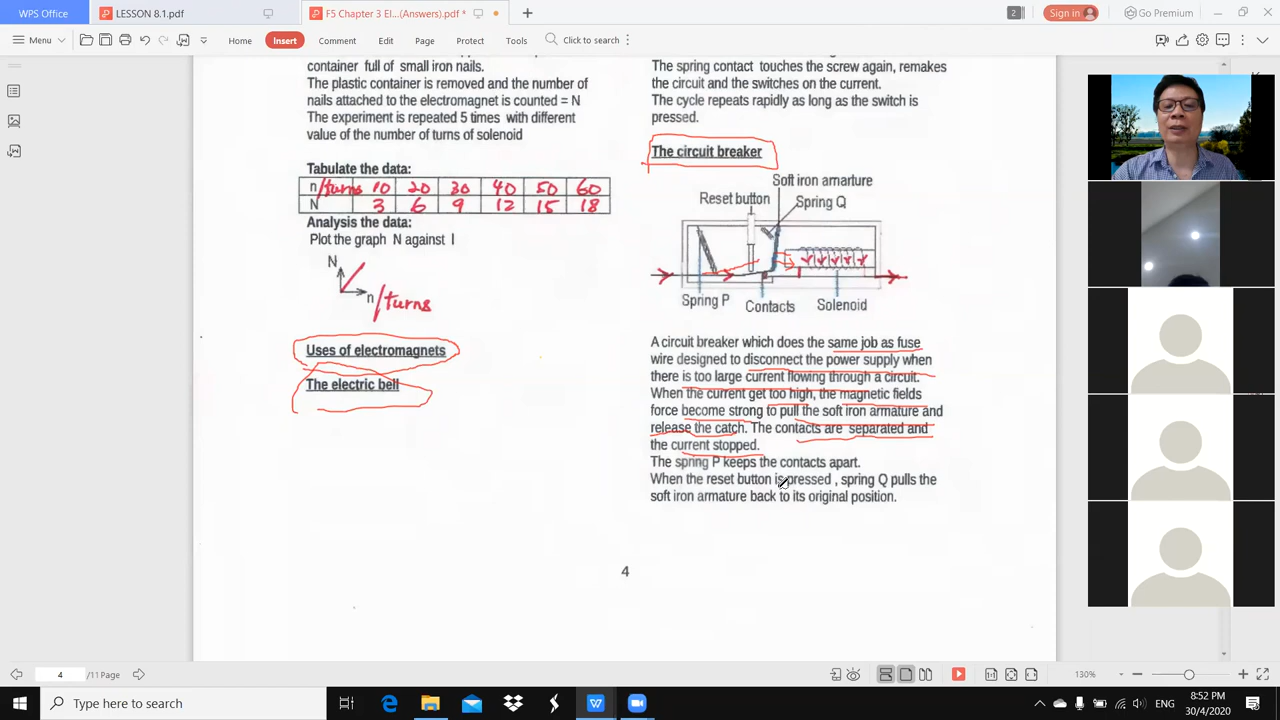 WPS Office
LESSON 8.1.pdf
F5 Chapter 3 El...(Answers).pdf *
+
2
Sign in
Go Premium
Menu
Home
Insert
Comment
Edit
Page
Protect
Tools
Click to search
container full of small iron nails.
The plastic container is removed and the number of
nails attached to the electromagnet is counted = N
The experiment is repeated 5 times with different
value of the number of turns of solenoid
Tabulate the data:
n/turns 10 20 30 40 50 60
N 3 6 9 12 15 18
Analysis the data:
Plot the graph N against I
N
n/turns
Uses of electromagnets
The electric bell
The spring contact touches the screw again, remakes
the circuit and the switches on the current.
The cycle repeats rapidly as long as the switch is
pressed.
The circuit breaker
Soft iron amarture
Reset button
Spring Q
Spring P
Contacts
Solenoid
A circuit breaker which does the same job as fuse
wire designed to disconnect the power supply when
there is too large current flowing through a circuit.
When the current get too high, the magnetic fields
force become strong to pull the soft iron armature and
release the catch. The contacts are separated and
the current stopped.
The spring P keeps the contacts apart.
When the reset button is pressed , spring Q pulls the
soft iron armature back to its original position.
4
4
/11 Page
130%
Type here to search
ENG
8:52 PM
30/4/2020